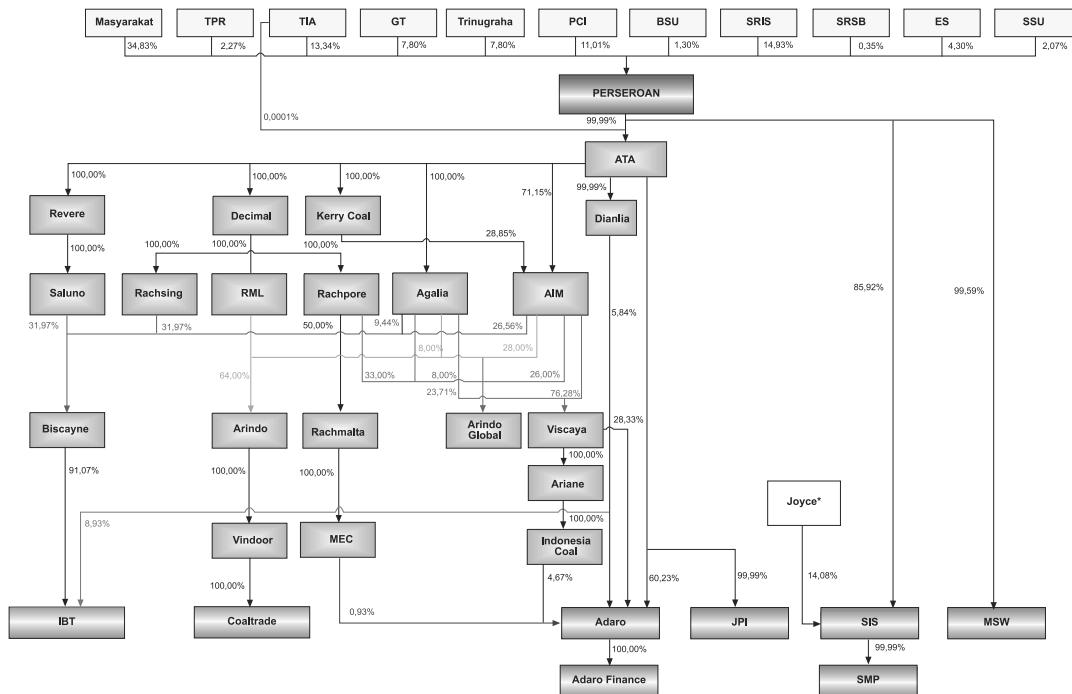 Masyarakat TPR TIA GT Trinugraha PCI BSU SRIS SRSB ES SSU
34,83% 2,27% 13,34% 7,80% 7,80% 11,01% 1,30% 14,93% 0,35% 4,30% 2,07%
PERSEROAN
0,0001% 99,99%
ATA
100,00% 100,00% 100,00% 100,00% 71,15% 99,99%
Revere Decimal Kerry Coal Dianlia
28,85%
100,00% 100,00% 100,00% 100,00%
Saluno Rachsing RML Rachpore Agalia AIM
85,92% 99,59%
31,97% 31,97% 50,00% 9,44% 26,56% 5,84%
8,00% 28,00%
64,00% 33,00% 8,00% 26,00%
23,71% 76,28%
28,33%
Biscayne Arindo Rachmalta Arindo Global Viscaya
91,07% 100,00% 100,00% 100,00%
Ariane
Joyce*
8,93% 100,00%
Vindoor MEC Indonesia Coal
100,00% 4,67% 60,23% 99,99% 14,08%
0,93%
IBT Coaltrade Adaro JPI SIS MSW
100,00% 99,99%
Adaro Finance SMP